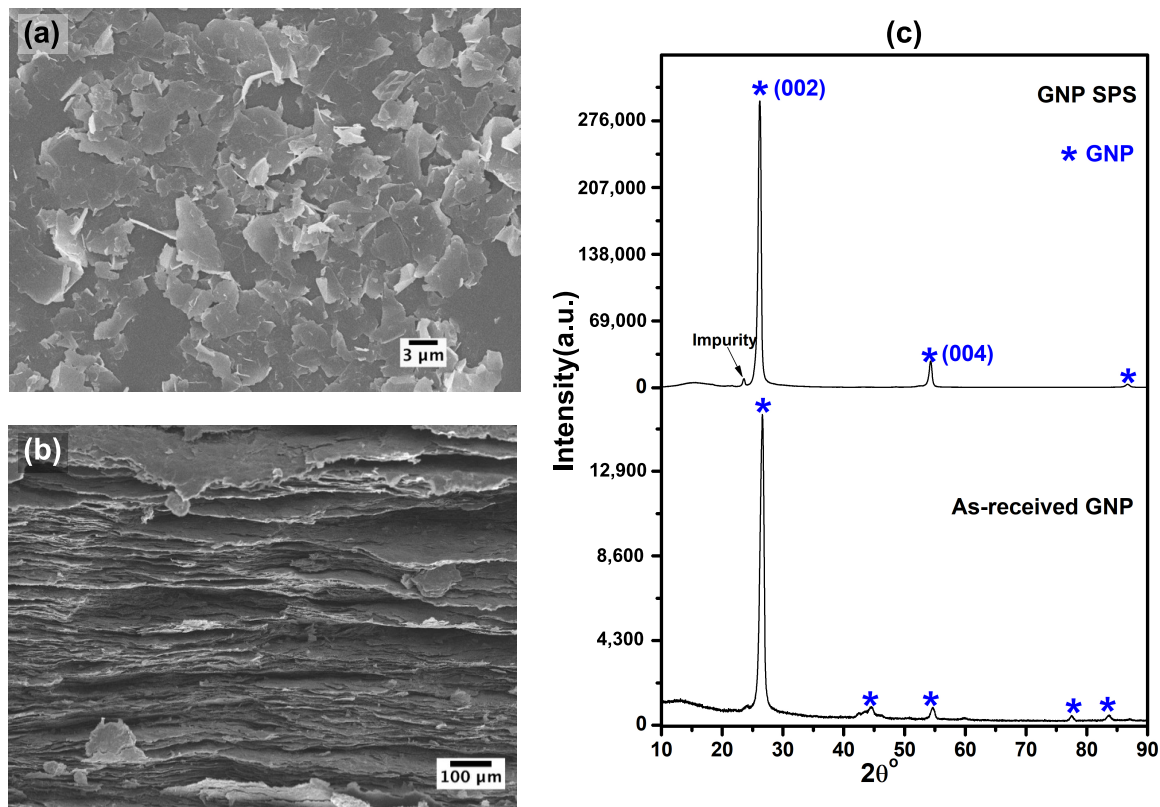 (a)
3 μm
(b)
100 μm
(c)
* (002)
GNP SPS
* GNP
Impurity
* (004)
*
*
As-received GNP
*
*
*
*
Intensity(a.u.)
276,000
207,000
138,000
69,000
0
12,900
8,600
4,300
0
10 20 30 40 50 60 70 80 90
2θ°